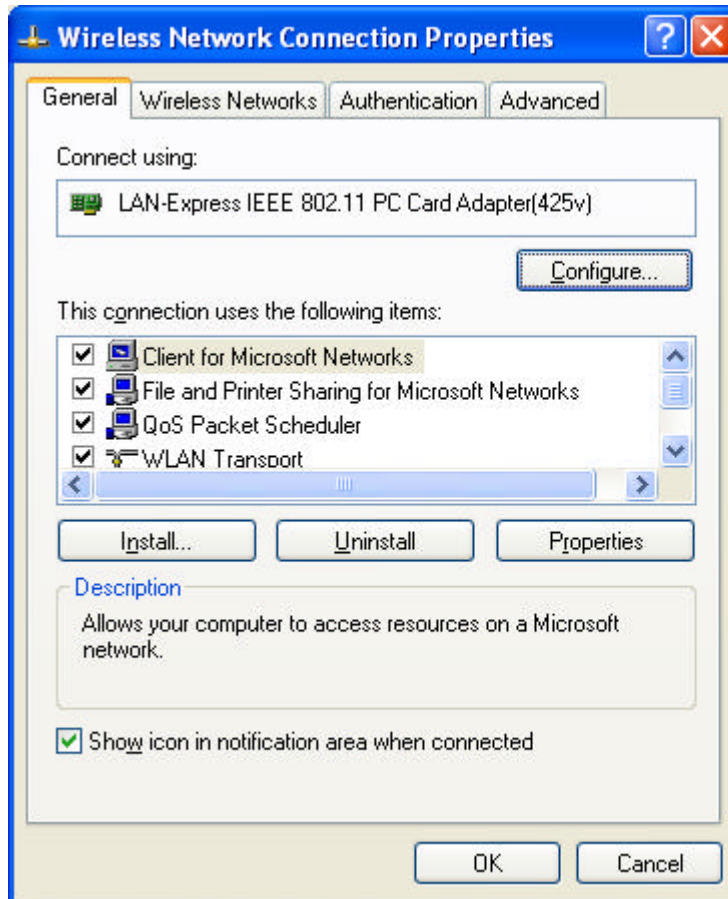 Wireless Network Connection Properties
General Wireless Networks Authentication Advanced
Connect using:
LAN-Express IEEE 802.11 PC Card Adapter(425v)
Configure...
This connection uses the following items:
Client for Microsoft Networks
File and Printer Sharing for Microsoft Networks
QoS Packet Scheduler
WLAN Transport
Install... Uninstall Properties
Description
Allows your computer to access resources on a Microsoft
network.
Show icon in notification area when connected
OK Cancel